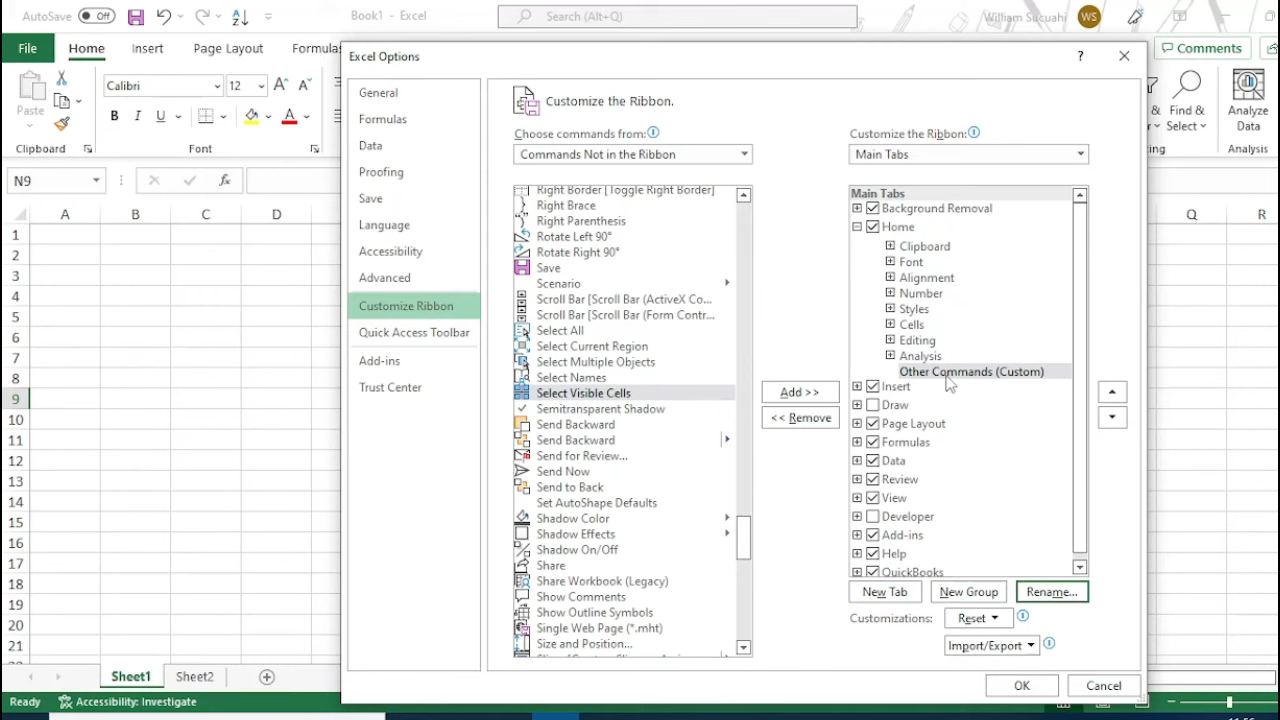 AutoSave Off Book1 - Excel Search (Alt+Q) William Sucuahi WS
File Home Insert Page Layout Formulas Comments
Calibri 12
Paste B I U Find & Select Analyze Data
Clipboard Font Analysis
N9 fx
A B C D Q R
1
2
3
4
5
6
7
8
9
10
11
12
13
14
15
16
17
18
19
20
21
Sheet1 Sheet2
Ready Accessibility: Investigate
Excel Options ?
General
Formulas
Data
Proofing
Save
Language
Accessibility
Advanced
Customize Ribbon
Quick Access Toolbar
Add-ins
Trust Center
Customize the Ribbon.
Choose commands from:
Commands Not in the Ribbon
Right Border [Toggle Right Border]
Right Brace
Right Parenthesis
Rotate Left 90°
Rotate Right 90°
Save
Scenario
Scroll Bar [Scroll Bar (ActiveX Co...
Scroll Bar [Scroll Bar (Form Contr...
Select All
Select Current Region
Select Multiple Objects
Select Names
Select Visible Cells
Semitransparent Shadow
Send Backward
Send Backward
Send for Review...
Send Now
Send to Back
Set AutoShape Defaults
Shadow Color
Shadow Effects
Shadow On/Off
Share
Share Workbook (Legacy)
Show Comments
Show Outline Symbols
Single Web Page (*.mht)
Size and Position...
Add >>
<< Remove
Customize the Ribbon:
Main Tabs
Main Tabs
Background Removal
Home
Clipboard
Font
Alignment
Number
Styles
Cells
Editing
Analysis
Other Commands (Custom)
Insert
Draw
Page Layout
Formulas
Data
Review
View
Developer
Add-ins
Help
QuickBooks
New Tab New Group Rename...
Customizations: Reset
Import/Export
OK Cancel